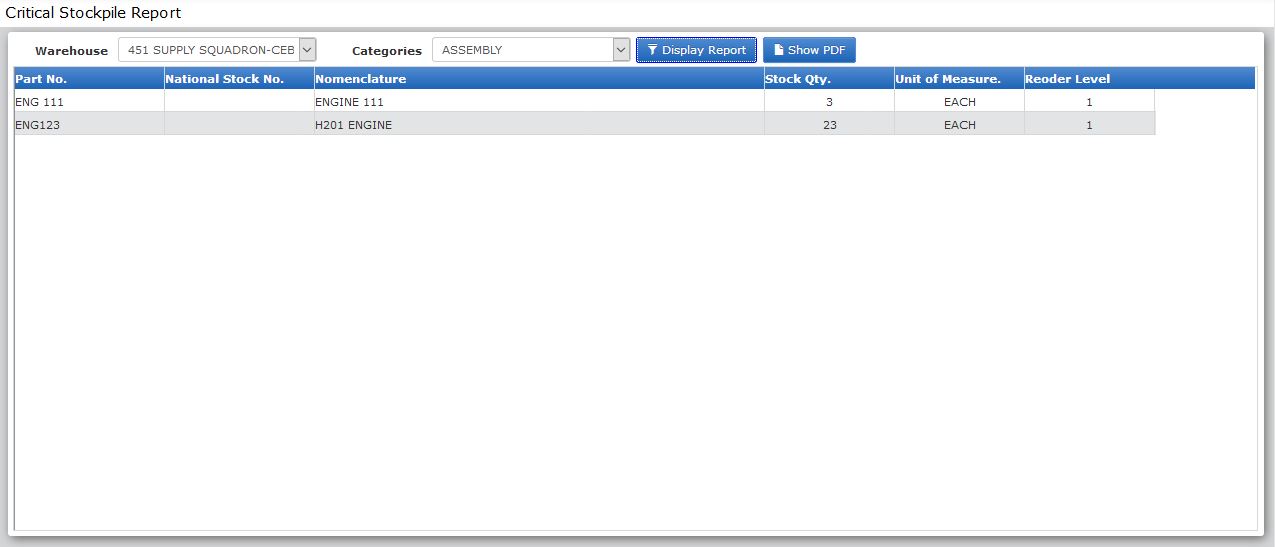 Critical Stockpile Report
Warehouse 451 SUPPLY SQUADRON-CEB Categories ASSEMBLY Display Report Show PDF
Part No. National Stock No. Nomenclature Stock Qty. Unit of Measure. Reoder Level
ENG 111 ENGINE 111 3 EACH 1
ENG123 H201 ENGINE 23 EACH 1